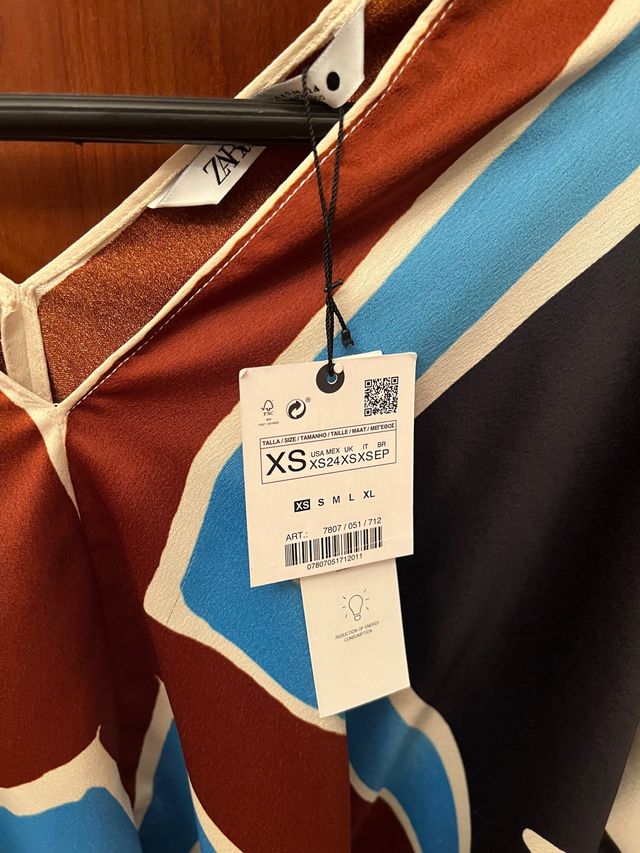 ZARA
FSC
TALLA / SIZE / TAMANHO / TAILLE / MAAT / ΜΕΓΕΘΟΣ
XS
USA MEX UK IT BR
XS 24 XS XS EP
XS S M L XL
ART.: 7807 / 051 / 712
07807051712011
REDUCTION OF ENERGY
CONSUMPTION